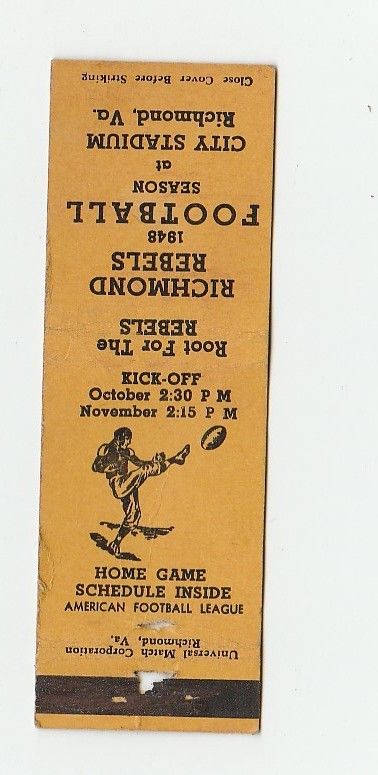 Root For The
REBELS
RICHMOND
REBELS
1948
FOOTBALL
SEASON
at
CITY STADIUM
Richmond, Va.
Close Cover Before Striking
KICK-OFF
October 2:30 P M
November 2:15 P M
HOME GAME
SCHEDULE INSIDE
AMERICAN FOOTBALL LEAGUE
Universal Match Corporation
Richmond, Va.